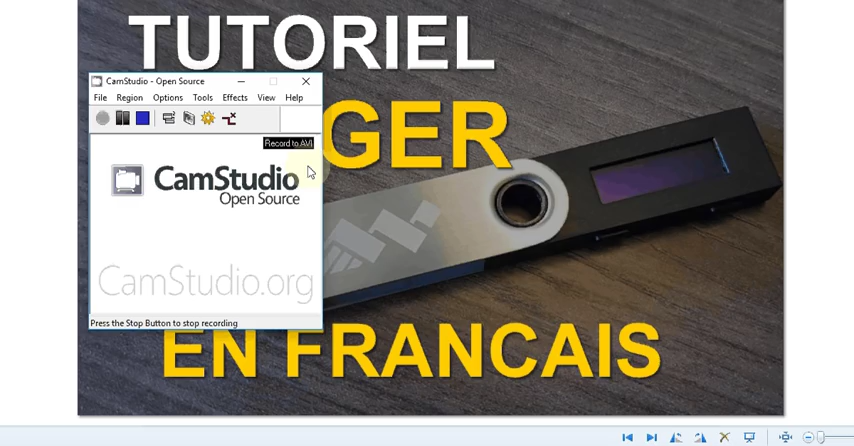 TUTORIEL
CamStudio - Open Source
File Region Options Tools Effects View Help
GER
Record to AVI
CamStudio
Open Source
CamStudio.org
Press the Stop Button to stop recording
EN FRANCAIS